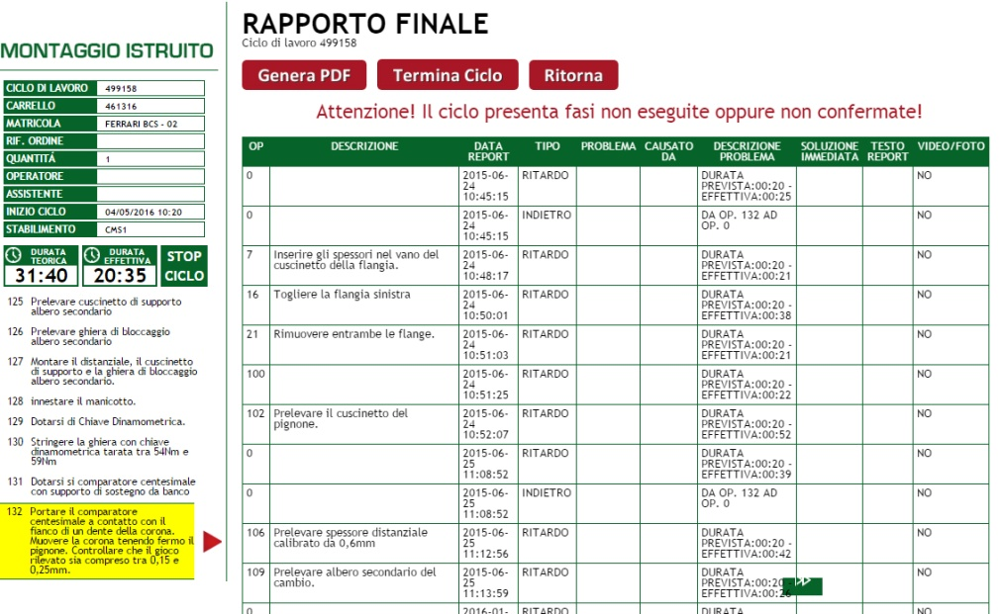 MONTAGGIO ISTRUITO
CICLO DI LAVORO 499158
CARRELLO 461316
MATRICOLA FERRARI BCS - 02
RIF. ORDINE
QUANTITÁ 1
OPERATORE
ASSISTENTE
INIZIO CICLO 04/05/2016 10:20
STABILIMENTO CMS1
DURATA TEORICA 31:40
DURATA EFFETTIVA 20:35
STOP CICLO
125 Prelevare cuscinetto di supporto
albero secondario
126 Prelevare ghiera di bloccaggio
albero secondario
127 Montare il distanziale, il cuscinetto
di supporto e la ghiera di bloccaggio
albero secondario.
128 innestare il manicotto.
129 Dotarsi di Chiave Dinamometrica.
130 Stringere la ghiera con chiave
dinamometrica tarata tra 54Nm e
59Nm
131 Dotarsi si comparatore centesimale
con supporto di sostegno da banco
132 Portare il comparatore
centesimale a contatto con il
fianco di un dente della corona.
Muovere la corona tenendo fermo il
pignone. Controllare che il gioco
rilevato sia compreso tra 0,15 e
0,25mm.
RAPPORTO FINALE
Ciclo di lavoro 499158
Genera PDF Termina Ciclo Ritorna
Attenzione! Il ciclo presenta fasi non eseguite oppure non confermate!
OP DESCRIZIONE DATA REPORT TIPO PROBLEMA CAUSATO DA DESCRIZIONE PROBLEMA SOLUZIONE IMMEDIATA TESTO REPORT VIDEO/FOTO
0 2015-06-24 10:45:15 RITARDO DURATA PREVISTA:00:20 - EFFETTIVA:00:25 NO
0 2015-06-24 10:45:15 INDIETRO DA OP. 132 AD OP. 0 NO
7 Inserire gli spessori nel vano del cuscinetto della flangia. 2015-06-24 10:48:17 RITARDO DURATA PREVISTA:00:20 - EFFETTIVA:00:21 NO
16 Togliere la flangia sinistra 2015-06-24 10:50:01 RITARDO DURATA PREVISTA:00:20 - EFFETTIVA:00:38 NO
21 Rimuovere entrambe le flange. 2015-06-24 10:51:03 RITARDO DURATA PREVISTA:00:20 - EFFETTIVA:00:21 NO
100 2015-06-24 10:51:25 RITARDO DURATA PREVISTA:00:20 - EFFETTIVA:00:22 NO
102 Prelevare il cuscinetto del pignone. 2015-06-24 10:52:07 RITARDO DURATA PREVISTA:00:20 - EFFETTIVA:00:52 NO
0 2015-06-25 11:08:52 RITARDO DURATA PREVISTA:00:20 - EFFETTIVA:00:39 NO
0 2015-06-25 11:08:52 INDIETRO DA OP. 132 AD OP. 0 NO
106 Prelevare spessore distanziale calibrato da 0,6mm 2015-06-25 11:12:56 RITARDO DURATA PREVISTA:00:20 - EFFETTIVA:00:42 NO
109 Prelevare albero secondario del cambio. 2015-06-25 11:13:59 RITARDO DURATA PREVISTA:00:20 - EFFETTIVA:00:26 NO
0 2016-01- RITARDO DURATA NO